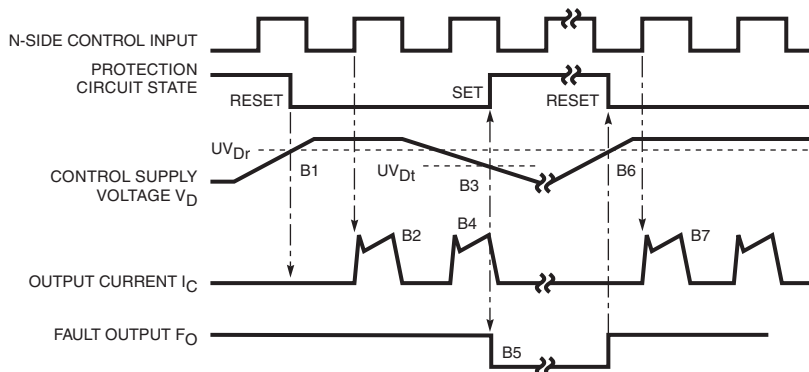 N-SIDE CONTROL INPUT
PROTECTION
CIRCUIT STATE
RESET
SET
RESET
UVDr
B1
UVDt
B3
B6
CONTROL SUPPLY
VOLTAGE VD
B2
B4
B7
OUTPUT CURRENT IC
FAULT OUTPUT FO
B5